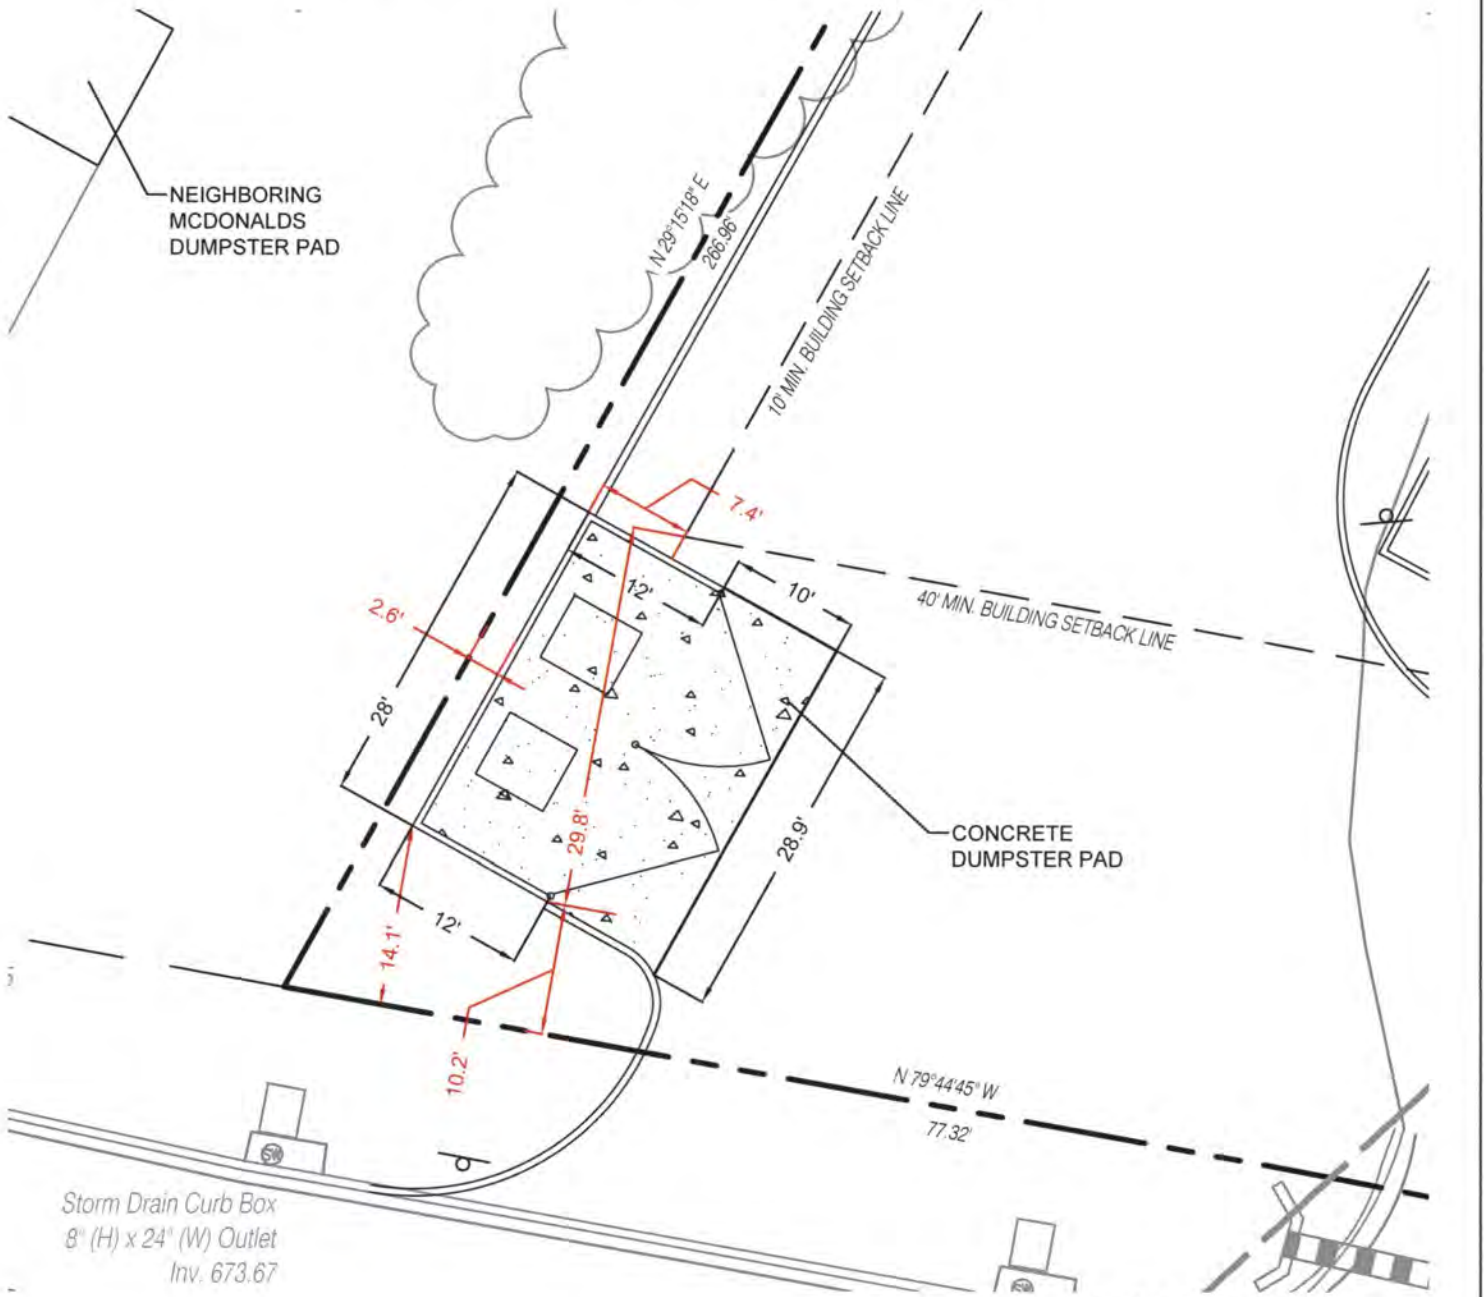 NEIGHBORING
MCDONALDS
DUMPSTER PAD
N 29°15'18" E
266.96'
10' MIN. BUILDING SETBACK LINE
7.4'
12'
10'
40' MIN. BUILDING SETBACK LINE
2.6'
28'
29.8'
28.9'
CONCRETE
DUMPSTER PAD
12'
14.1'
10.2'
N 79°44'45" W
77.32'
SW
Storm Drain Curb Box
8" (H) x 24" (W) Outlet
Inv. 673.67